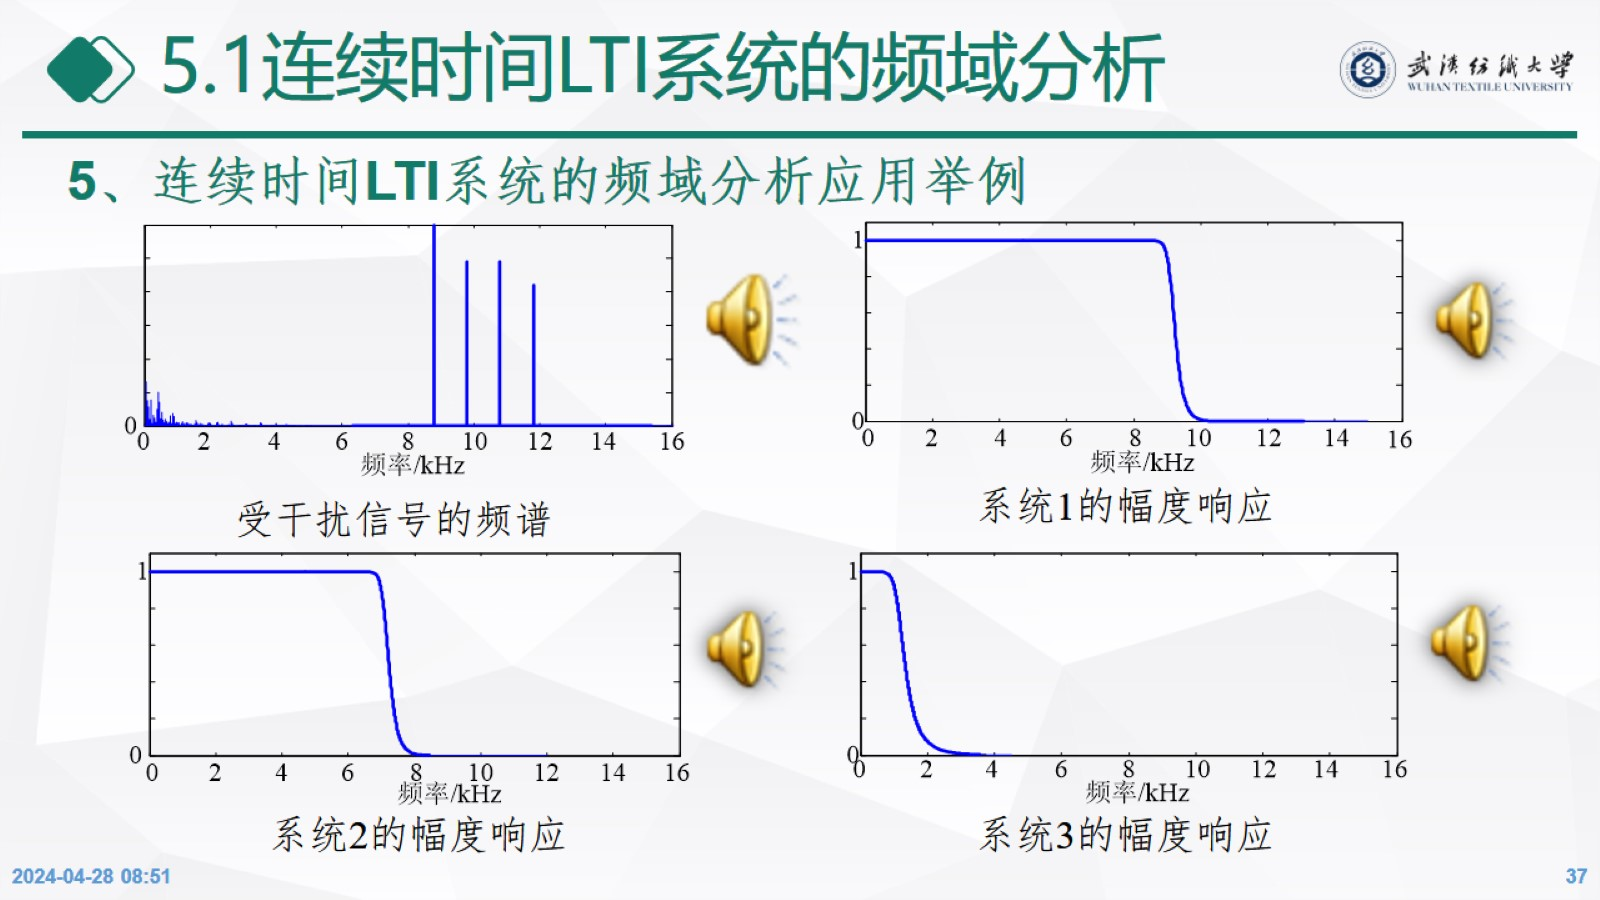 5.1连续时间LTI系统的频域分析
武汉纺织大学
WUHAN TEXTILE UNIVERSITY
5、连续时间LTI系统的频域分析应用举例
0
0 2 4 6 8 10 12 14 16
频率/kHz
受干扰信号的频谱
1
0
0 2 4 6 8 10 12 14 16
频率/kHz
系统1的幅度响应
1
0
0 2 4 6 8 10 12 14 16
频率/kHz
系统2的幅度响应
1
0
0 2 4 6 8 10 12 14 16
频率/kHz
系统3的幅度响应
2024-04-28 08:51
37